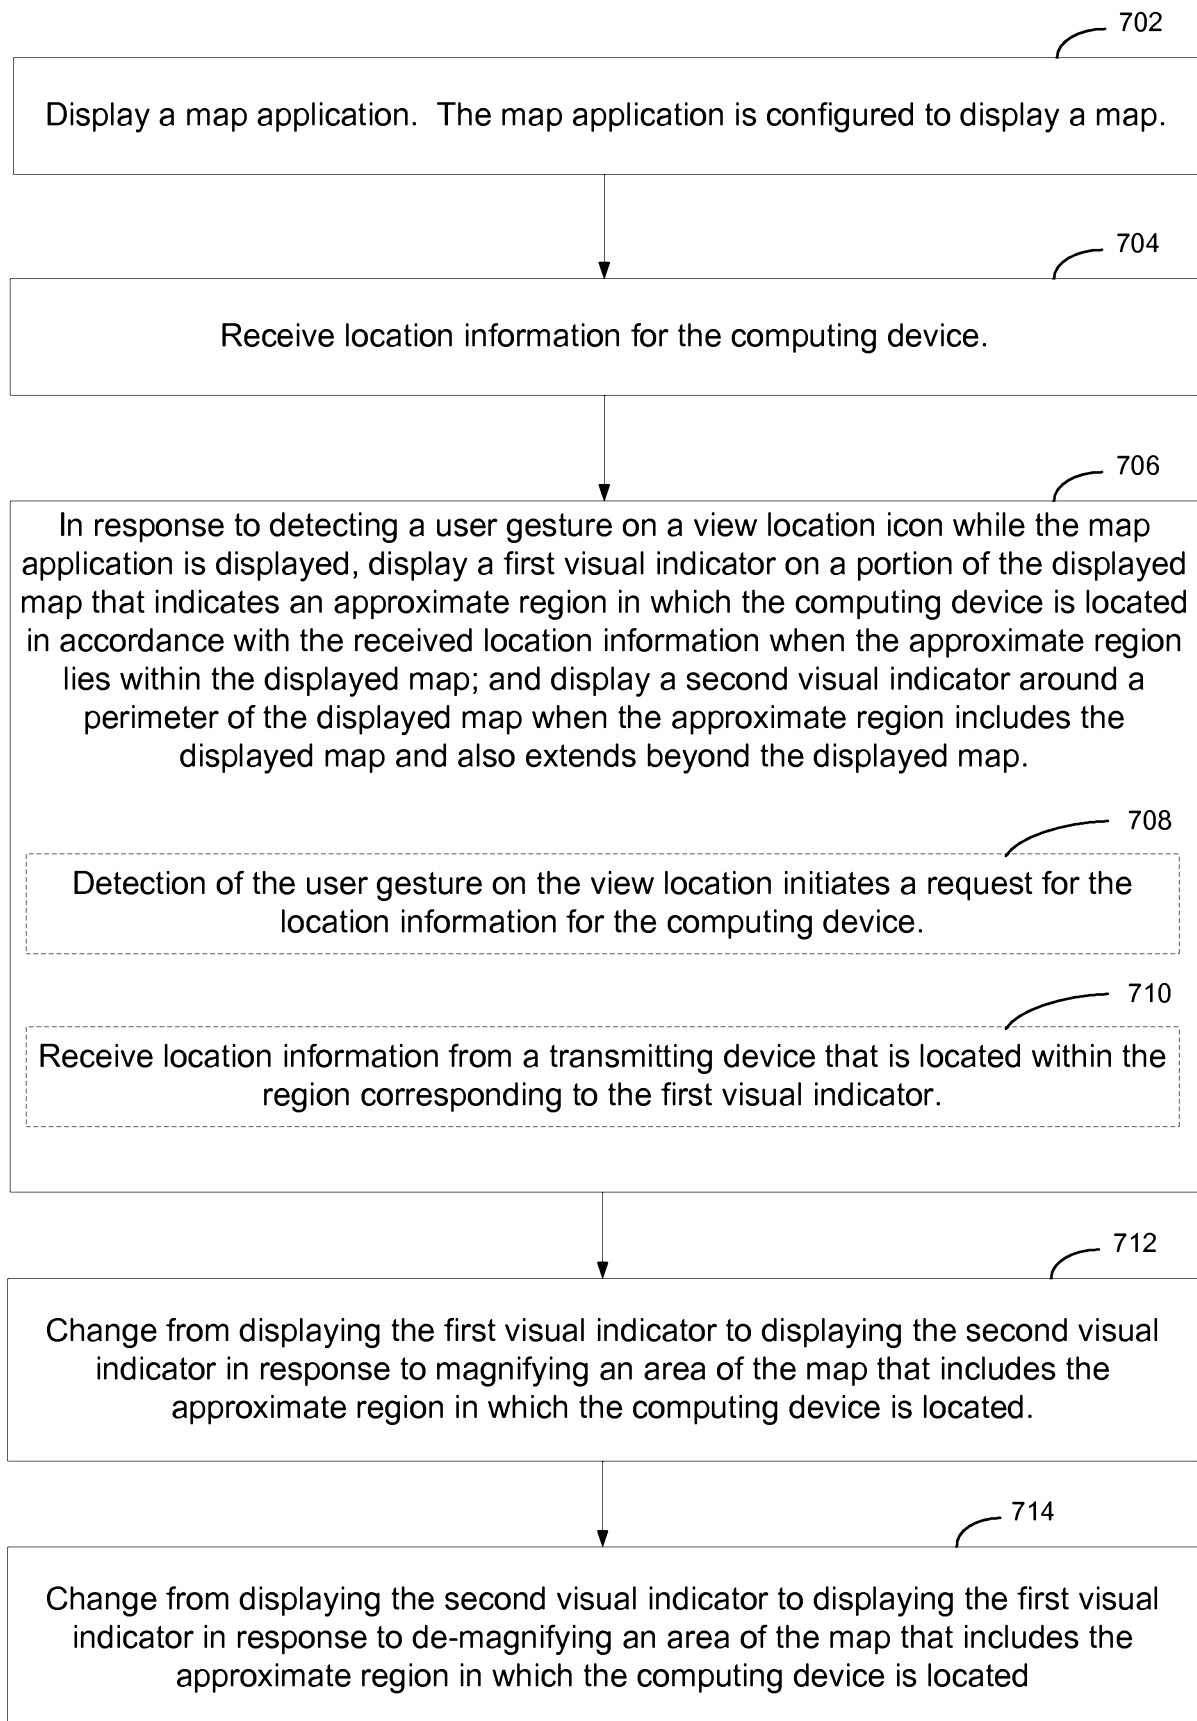 702
Display a map application.  The map application is configured to display a map.
704
Receive location information for the computing device.
706
In response to detecting a user gesture on a view location icon while the map
application is displayed, display a first visual indicator on a portion of the displayed
map that indicates an approximate region in which the computing device is located
in accordance with the received location information when the approximate region
lies within the displayed map; and display a second visual indicator around a
perimeter of the displayed map when the approximate region includes the
displayed map and also extends beyond the displayed map.
708
Detection of the user gesture on the view location initiates a request for the
location information for the computing device.
710
Receive location information from a transmitting device that is located within the
region corresponding to the first visual indicator.
712
Change from displaying the first visual indicator to displaying the second visual
indicator in response to magnifying an area of the map that includes the
approximate region in which the computing device is located.
714
Change from displaying the second visual indicator to displaying the first visual
indicator in response to de-magnifying an area of the map that includes the
approximate region in which the computing device is located